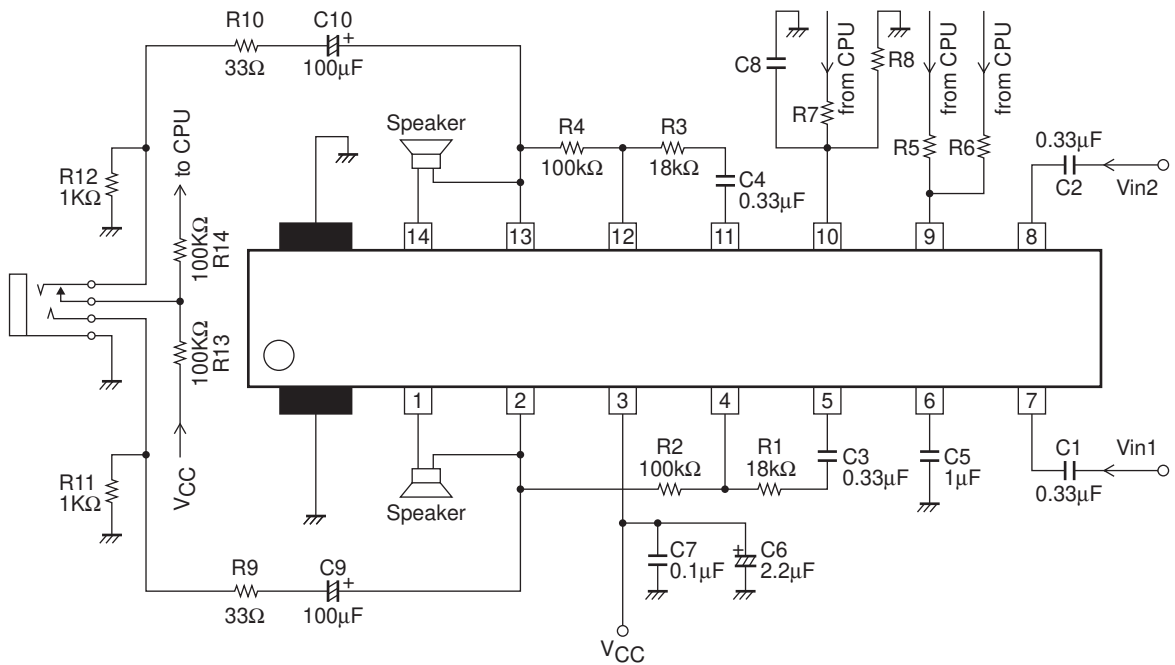 R10
33Ω
C10
+
100μF
Speaker
R4
100kΩ
R3
18kΩ
C4
0.33μF
C8
R7
from CPU
R8
R5
from CPU
R6
from CPU
0.33μF
C2
Vin2
R12
1KΩ
to CPU
100KΩ
R14
14
13
12
11
10
9
8
100KΩ
R13
1
2
3
4
5
6
7
R11
1KΩ
VCC
Speaker
R2
100kΩ
R1
18kΩ
C3
0.33μF
C5
1μF
C1
0.33μF
Vin1
R9
33Ω
C9
+
100μF
C7
0.1μF
+
C6
2.2μF
VCC